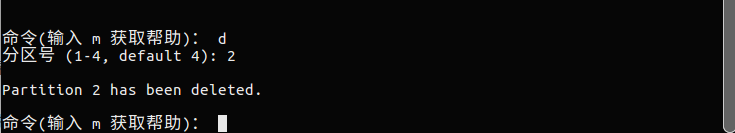 命令(输入 m 获取帮助)： d
分区号 (1-4, default 4): 2
Partition 2 has been deleted.
命令(输入 m 获取帮助)：